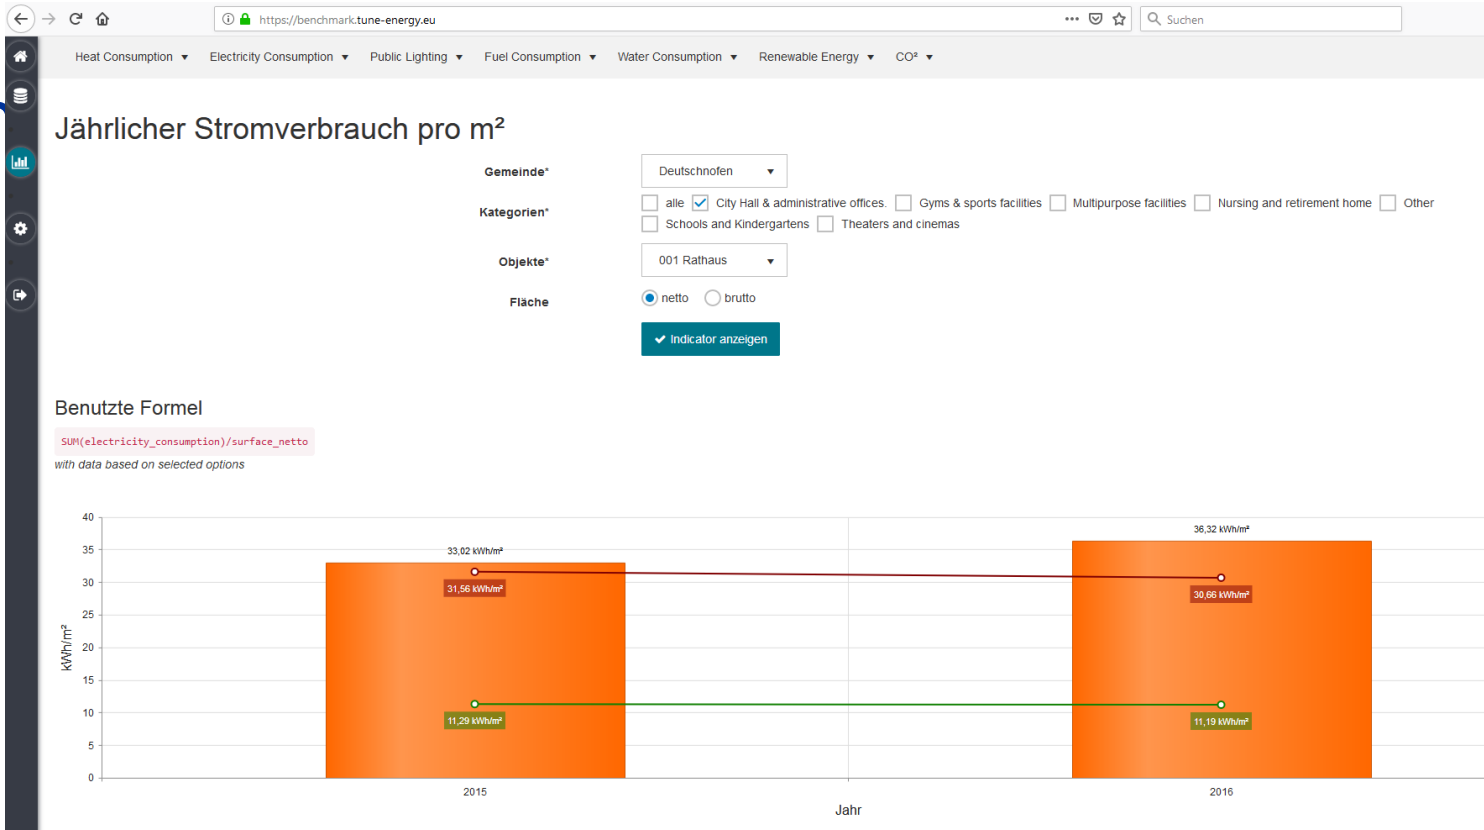 https://benchmark.tune-energy.eu
Suchen
Heat Consumption Electricity Consumption Public Lighting Fuel Consumption Water Consumption Renewable Energy CO²
Jährlicher Stromverbrauch pro m²
Gemeinde* Deutschnofen
Kategorien* alle City Hall & administrative offices. Gyms & sports facilities Multipurpose facilities Nursing and retirement home Other
Schools and Kindergartens Theaters and cinemas
Objekte* 001 Rathaus
Fläche netto brutto
Indicator anzeigen
Benutzte Formel
SUM(electricity_consumption)/surface_netto
with data based on selected options
kWh/m²
40
35
30
25
20
15
10
5
0
33,02 kWh/m²
31,56 kWh/m²
11,29 kWh/m²
36,32 kWh/m²
30,66 kWh/m²
11,19 kWh/m²
2015 2016
Jahr